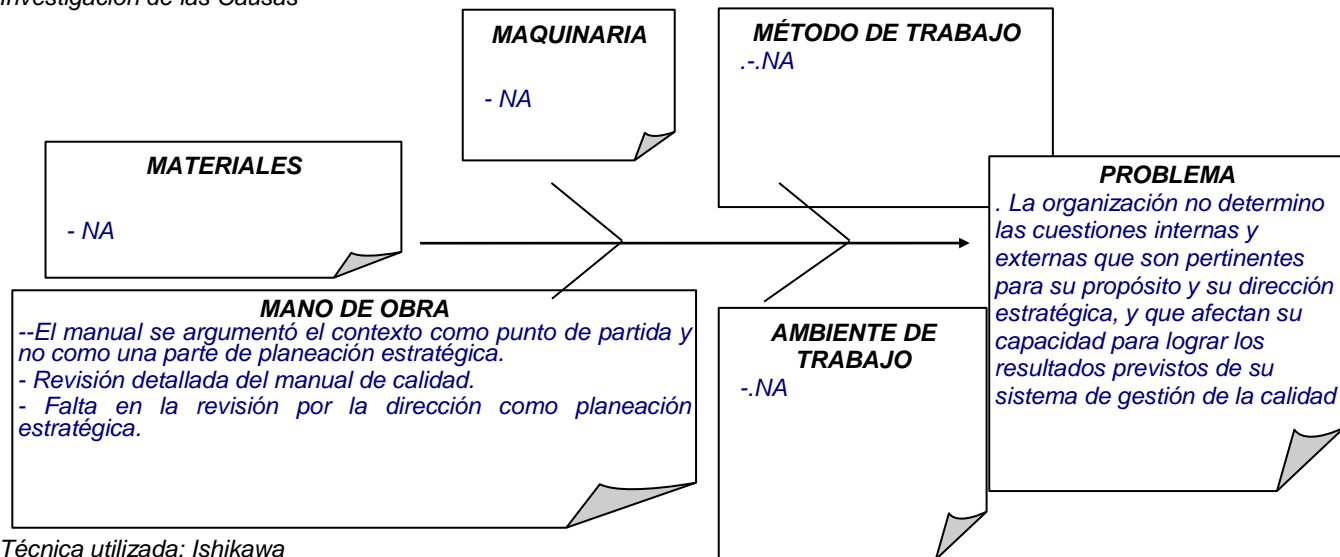 Investigación de las Causas
MAQUINARIA
- NA
MÉTODO DE TRABAJO
.-.NA
MATERIALES
- NA
PROBLEMA
. La organización no determino
las cuestiones internas y
externas que son pertinentes
para su propósito y su dirección
estratégica, y que afectan su
capacidad para lograr los
resultados previstos de su
sistema de gestión de la calidad
MANO DE OBRA
--El manual se argumentó el contexto como punto de partida y
no como una parte de planeación estratégica.
- Revisión detallada del manual de calidad.
- Falta en la revisión por la dirección como planeación
estratégica.
AMBIENTE DE
TRABAJO
-.NA
Técnica utilizada: Ishikawa